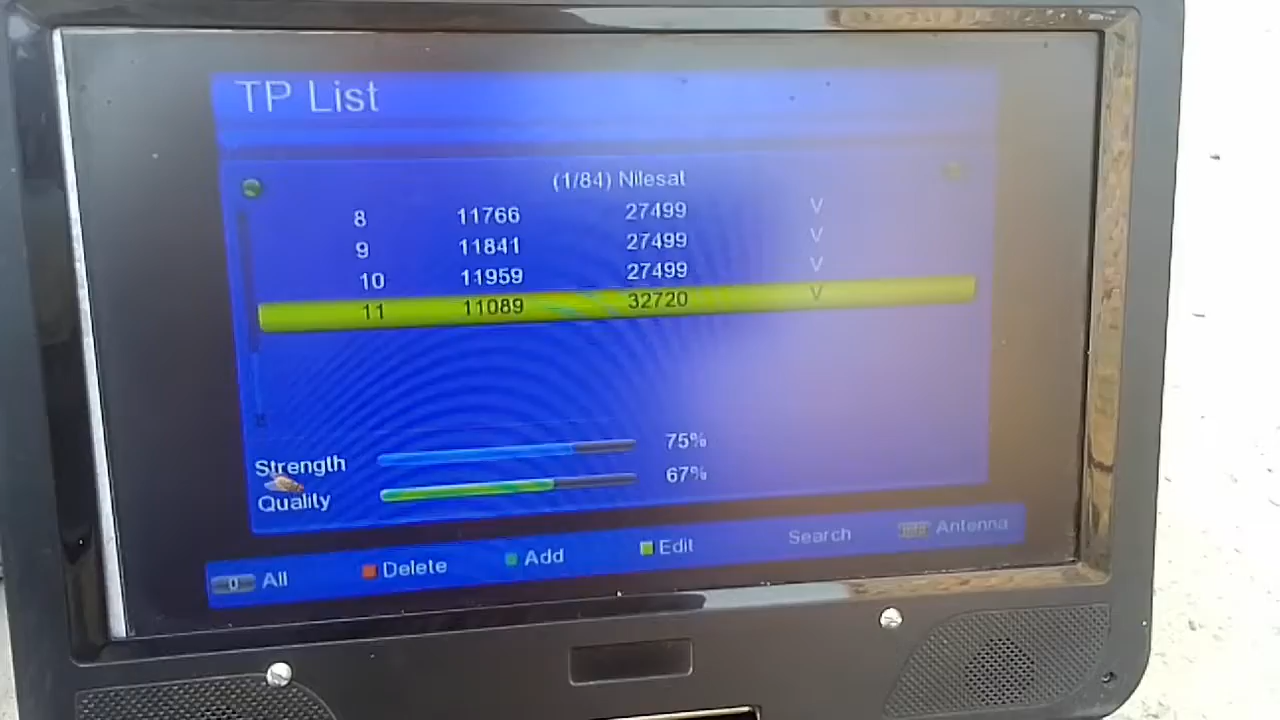 TP List
(1/84) Nilesat
8 11766 27499 V
9 11841 27499 V
10 11959 27499 V
11 11089 32720 V
Strength 75%
Quality 67%
0 All Delete Add Edit Search Antenna